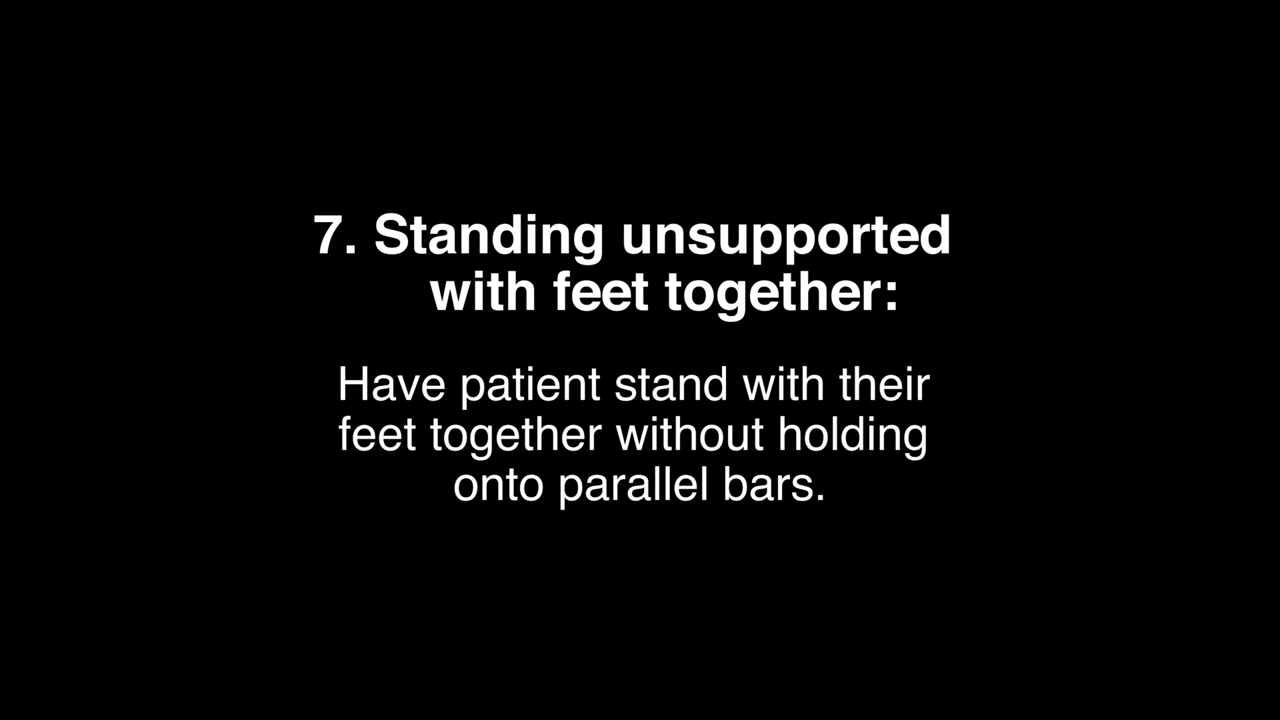 7. Standing unsupported
with feet together:
Have patient stand with their
feet together without holding
onto parallel bars.